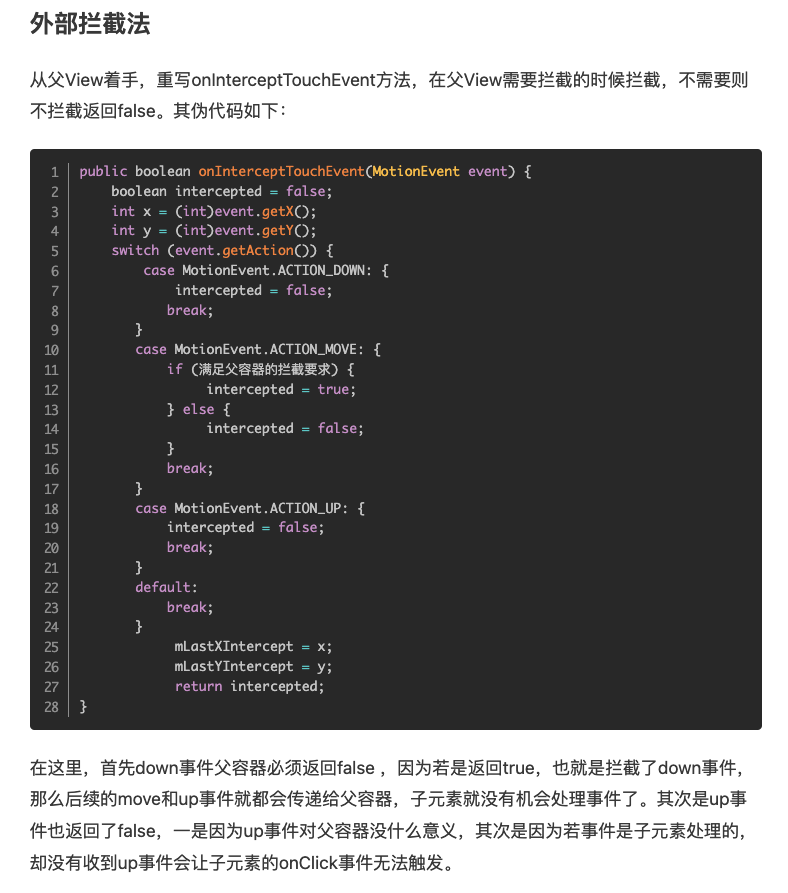 外部拦截法
从父View着手，重写onInterceptTouchEvent方法，在父View需要拦截的时候拦截，不需要则
不拦截返回false。其伪代码如下：
1 public boolean onInterceptTouchEvent(MotionEvent event) {
2 boolean intercepted = false;
3 int x = (int)event.getX();
4 int y = (int)event.getY();
5 switch (event.getAction()) {
6 case MotionEvent.ACTION_DOWN: {
7 intercepted = false;
8 break;
9 }
10 case MotionEvent.ACTION_MOVE: {
11 if (满足父容器的拦截要求) {
12 intercepted = true;
13 } else {
14 intercepted = false;
15 }
16 break;
17 }
18 case MotionEvent.ACTION_UP: {
19 intercepted = false;
20 break;
21 }
22 default:
23 break;
24 }
25 mLastXIntercept = x;
26 mLastYIntercept = y;
27 return intercepted;
28 }
在这里，首先down事件父容器必须返回false ，因为若是返回true，也就是拦截了down事件，
那么后续的move和up事件就都会传递给父容器，子元素就没有机会处理事件了。其次是up事
件也返回了false，一是因为up事件对父容器没什么意义，其次是因为若事件是子元素处理的，
却没有收到up事件会让子元素的onClick事件无法触发。